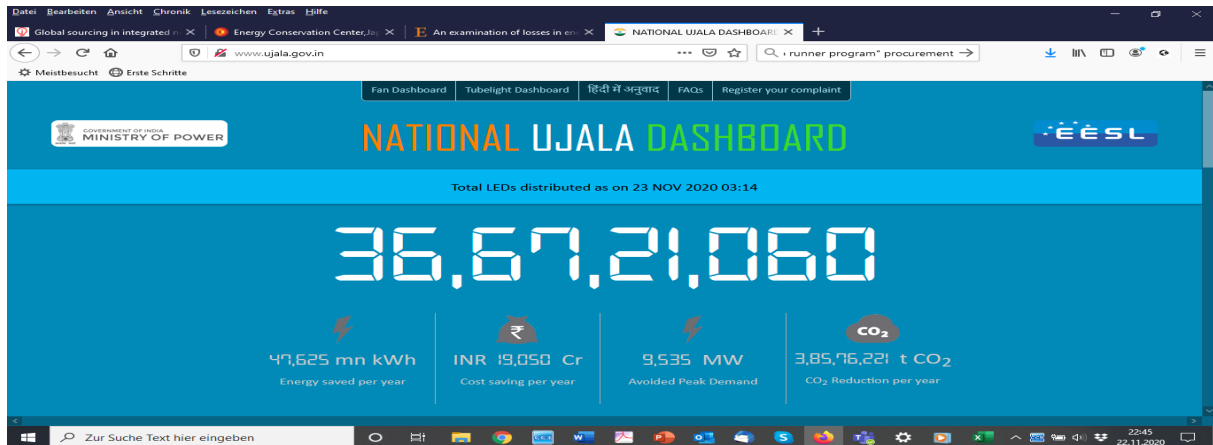 Datei Bearbeiten Ansicht Chronik Lesezeichen Extras Hilfe
Global sourcing in integrated n Energy Conservation Center,Jap An examination of losses in ene NATIONAL UJALA DASHBOARD
www.ujala.gov.in runner program" procurement
Meistbesucht Erste Schritte
Fan Dashboard Tubelight Dashboard हिंदी में अनुवाद FAQs Register your complaint
GOVERNMENT OF INDIA
MINISTRY OF POWER
NATIONAL UJALA DASHBOARD
EESL
Total LEDs distributed as on 23 NOV 2020 03:14
36,67,21,060
47,625 mn kWh INR 19,050 Cr 9,535 MW 3,85,76,221 t CO₂
Energy saved per year Cost saving per year Avoided Peak Demand CO₂ Reduction per year
Zur Suche Text hier eingeben
22:45
22.11.2020